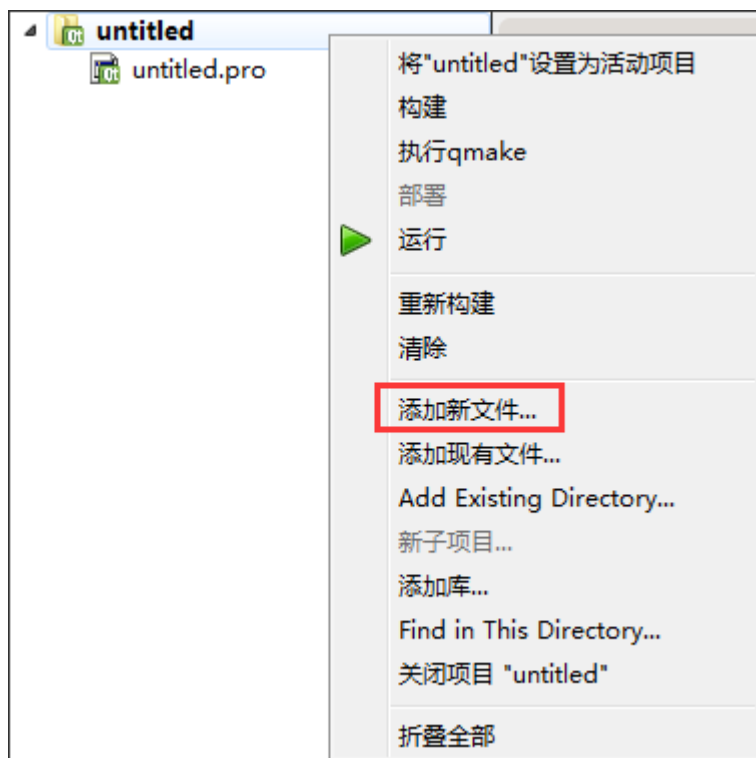 untitled
untitled.pro
将"untitled"设置为活动项目
构建
执行qmake
部署
运行
重新构建
清除
添加新文件...
添加现有文件...
Add Existing Directory...
新子项目...
添加库...
Find in This Directory...
关闭项目 "untitled"
折叠全部